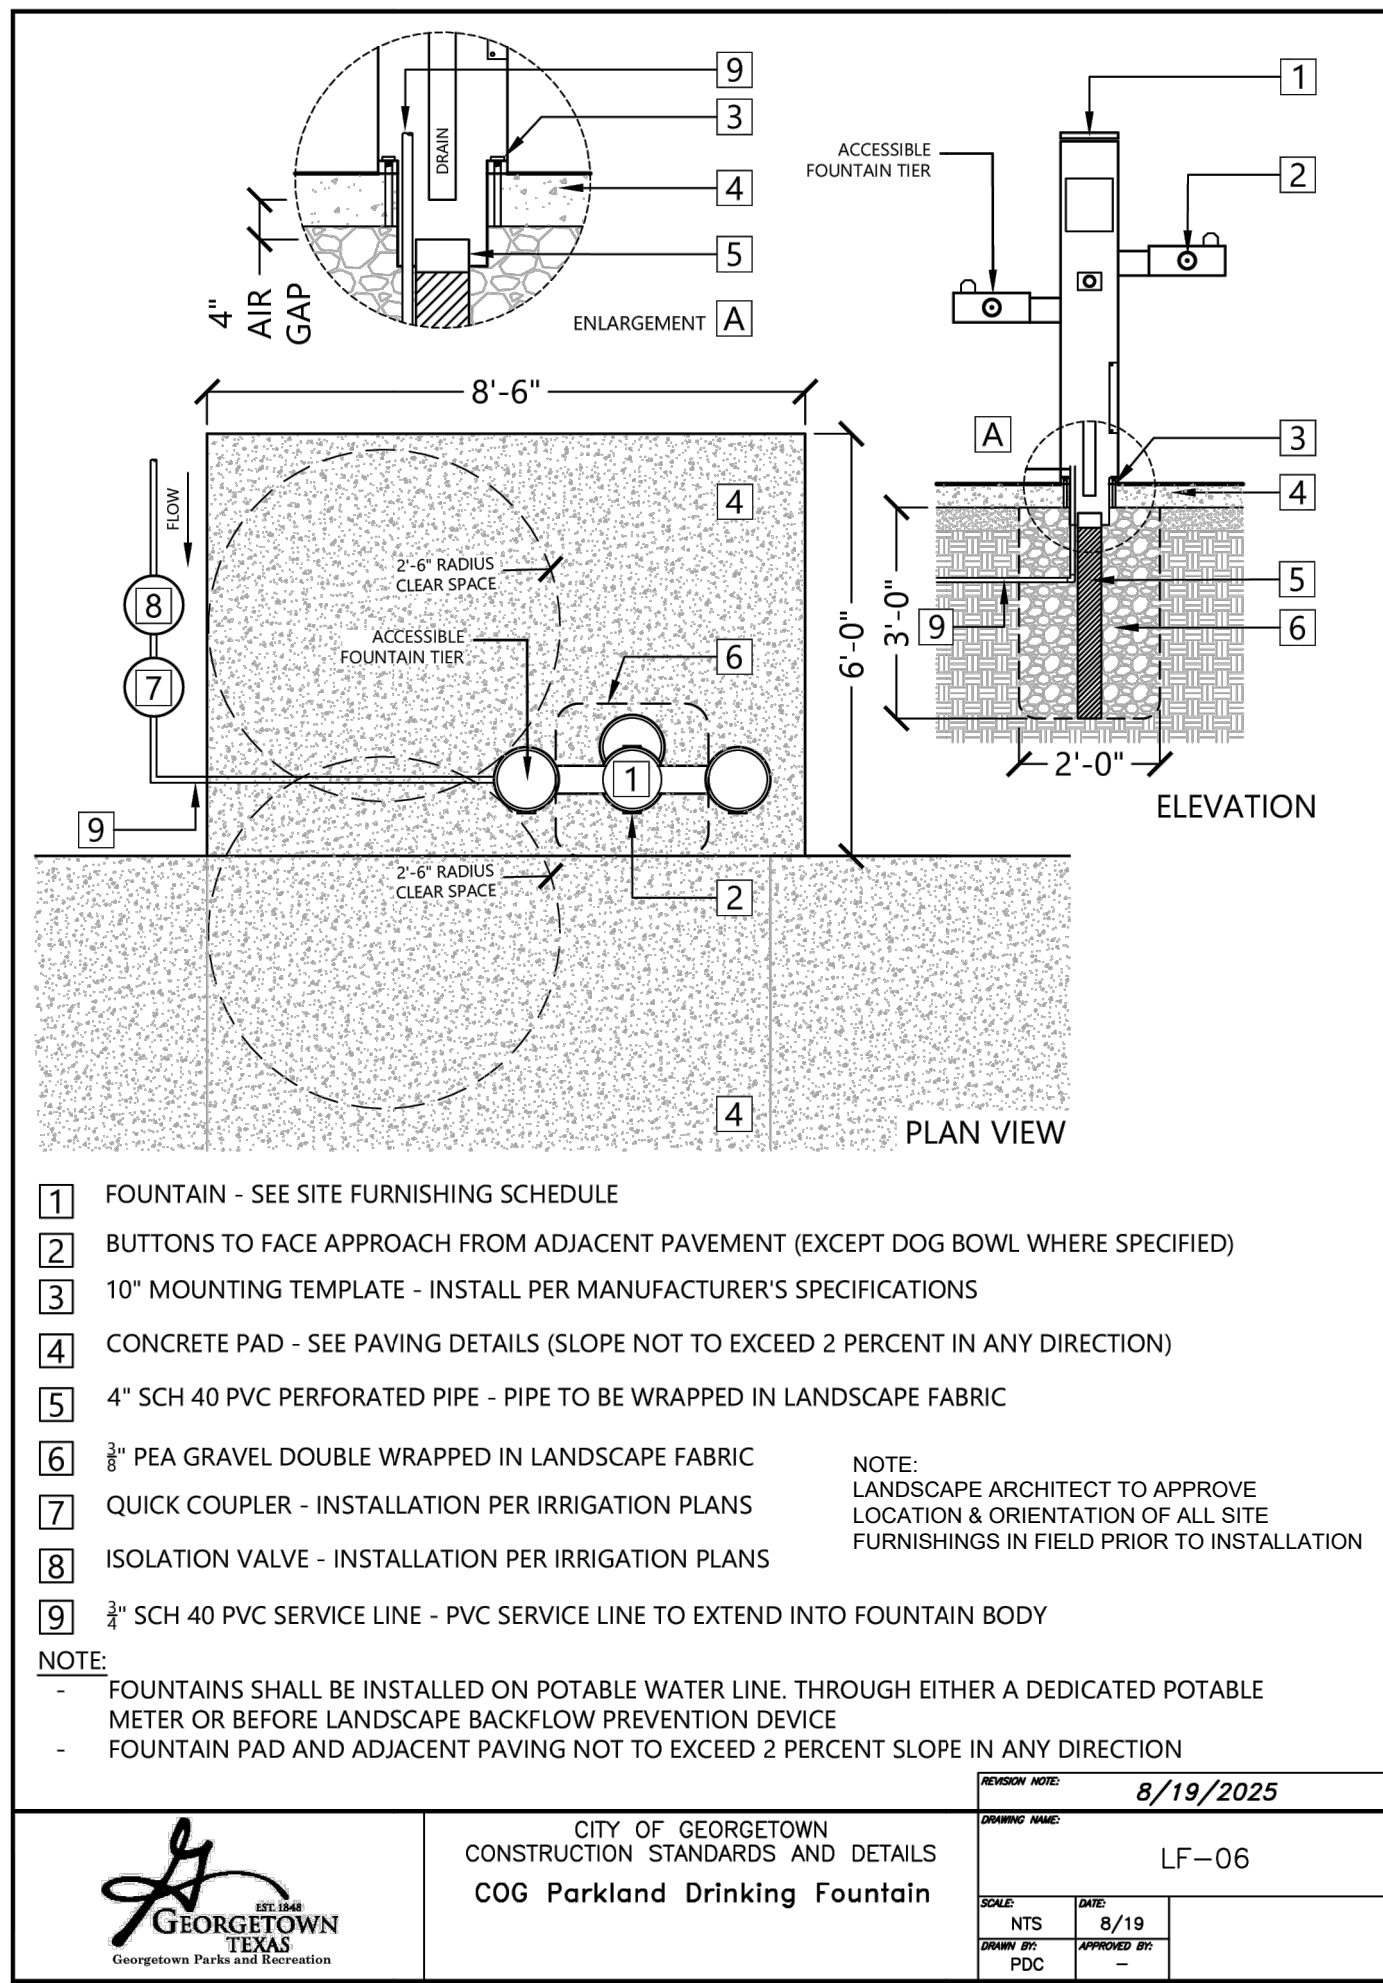 9
3
4
5
DRAIN
4"
AIR
GAP
ENLARGEMENT A
1
ACCESSIBLE
FOUNTAIN TIER
2
A
3
4
5
9
6
3'-0"
2'-0"
ELEVATION
8'-6"
FLOW
4
2'-6" RADIUS
CLEAR SPACE
8
ACCESSIBLE
FOUNTAIN TIER
6
6'-0"
7
1
9
2'-6" RADIUS
CLEAR SPACE
2
4
PLAN VIEW
1 FOUNTAIN - SEE SITE FURNISHING SCHEDULE
2 BUTTONS TO FACE APPROACH FROM ADJACENT PAVEMENT (EXCEPT DOG BOWL WHERE SPECIFIED)
3 10" MOUNTING TEMPLATE - INSTALL PER MANUFACTURER'S SPECIFICATIONS
4 CONCRETE PAD - SEE PAVING DETAILS (SLOPE NOT TO EXCEED 2 PERCENT IN ANY DIRECTION)
5 4" SCH 40 PVC PERFORATED PIPE - PIPE TO BE WRAPPED IN LANDSCAPE FABRIC
6 3/8" PEA GRAVEL DOUBLE WRAPPED IN LANDSCAPE FABRIC
7 QUICK COUPLER - INSTALLATION PER IRRIGATION PLANS
8 ISOLATION VALVE - INSTALLATION PER IRRIGATION PLANS
9 3/4" SCH 40 PVC SERVICE LINE - PVC SERVICE LINE TO EXTEND INTO FOUNTAIN BODY
NOTE:
LANDSCAPE ARCHITECT TO APPROVE
LOCATION & ORIENTATION OF ALL SITE
FURNISHINGS IN FIELD PRIOR TO INSTALLATION
NOTE:
- FOUNTAINS SHALL BE INSTALLED ON POTABLE WATER LINE. THROUGH EITHER A DEDICATED POTABLE
METER OR BEFORE LANDSCAPE BACKFLOW PREVENTION DEVICE
- FOUNTAIN PAD AND ADJACENT PAVING NOT TO EXCEED 2 PERCENT SLOPE IN ANY DIRECTION
REVISION NOTE:
8/19/2025
G
EST. 1848
GEORGETOWN
TEXAS
Georgetown Parks and Recreation
CITY OF GEORGETOWN
CONSTRUCTION STANDARDS AND DETAILS
COG Parkland Drinking Fountain
DRAWING NAME:
LF-06
SCALE:
NTS
DATE:
8/19
DRAWN BY:
PDC
APPROVED BY:
-